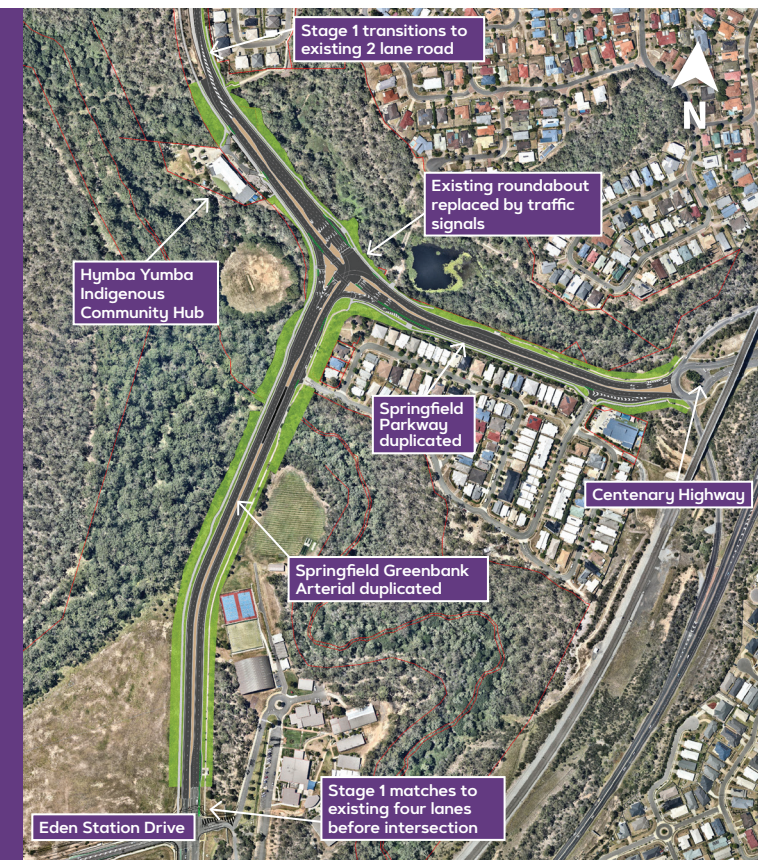 Stage 1 transitions to
existing 2 lane road
N
Existing roundabout
replaced by traffic
signals
Hymba Yumba
Indigenous
Community Hub
Springfield
Parkway
duplicated
Centenary Highway
Springfield Greenbank
Arterial duplicated
Stage 1 matches to
existing four lanes
before intersection
Eden Station Drive